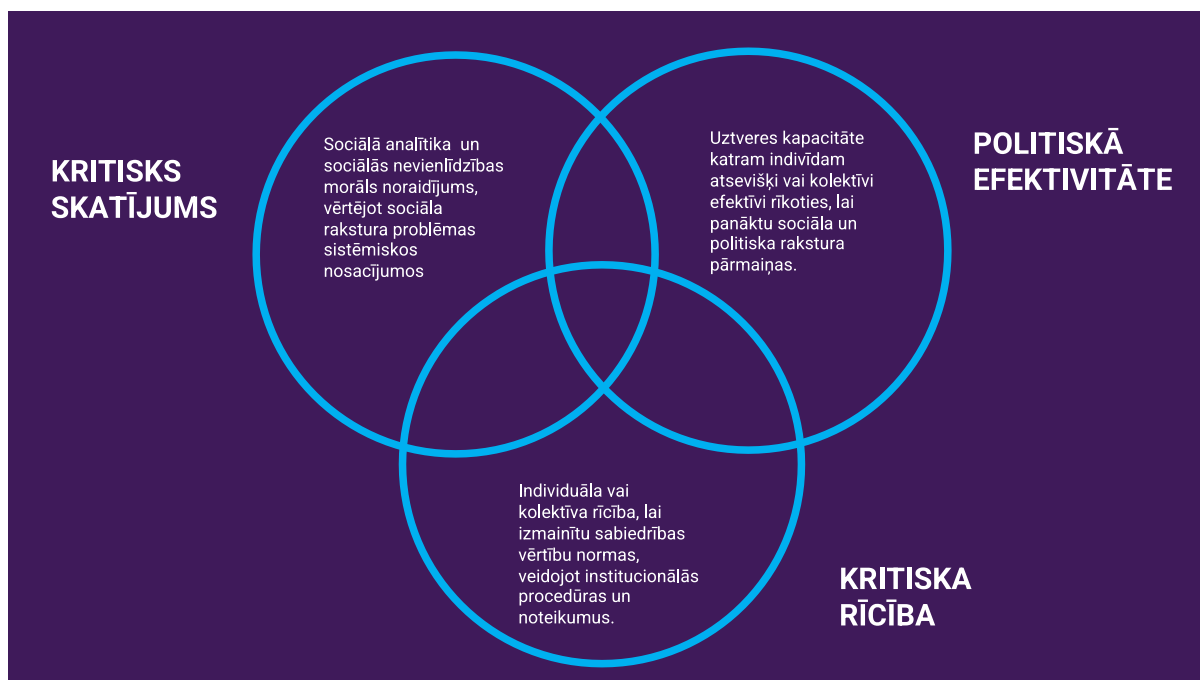 KRITISKS
SKATĪJUMS
Sociālā analītika  un
sociālās nevienlīdzības
morāls noraidījums,
vērtējot sociāla
rakstura problēmas
sistēmiskos
nosacījumos
Uztveres kapacitāte
katram indivīdam
atsevišķi vai kolektīvi
efektīvi rīkoties, lai
panāktu sociāla un
politiska rakstura
pārmaiņas.
POLITISKĀ
EFEKTIVITĀTE
Individuāla vai
kolektīva rīcība, lai
izmainītu sabiedrības
vērtību normas,
veidojot institucionālās
procedūras un
noteikumus.
KRITISKA
RĪCĪBA